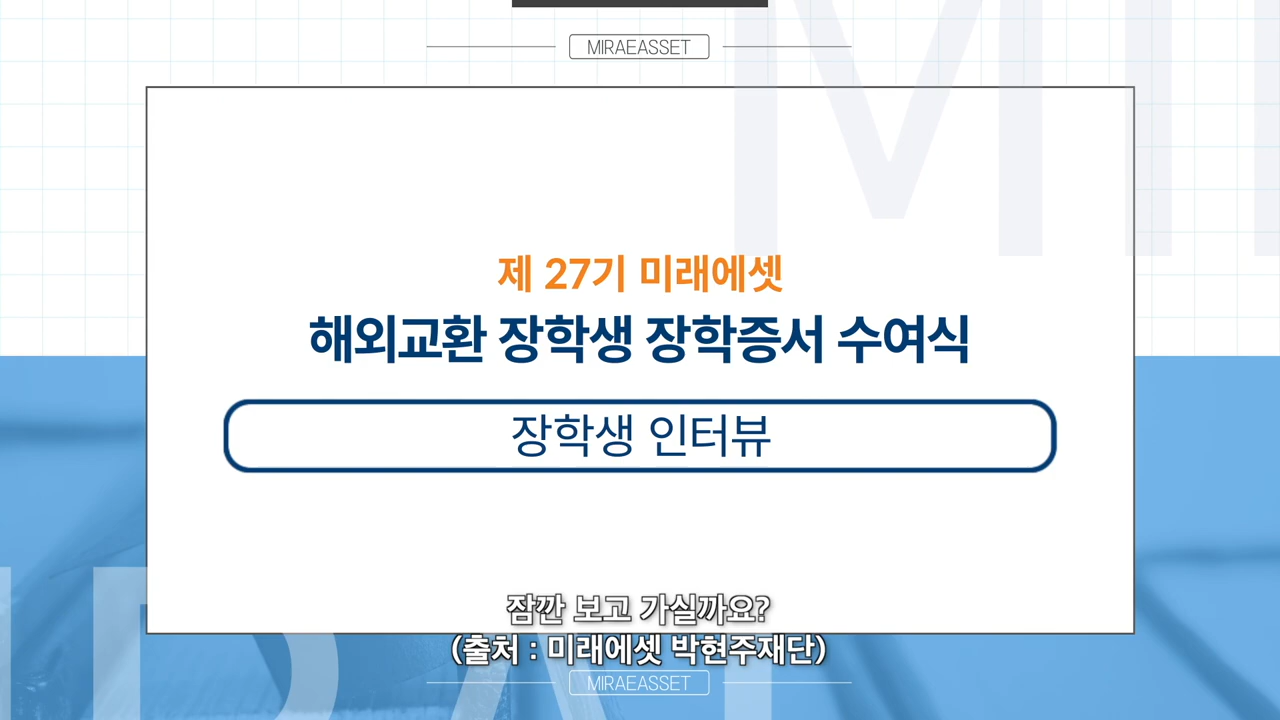 MIRAEASSET
제 27기 미래에셋
해외교환 장학생 장학증서 수여식
장학생 인터뷰
잠깐 보고 가실까요?
(출처 : 미래에셋 박현주재단)
MIRAEASSET